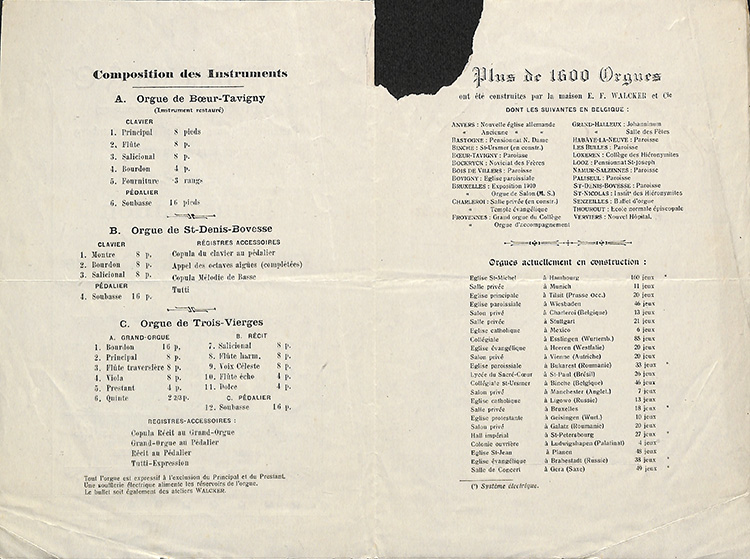 Composition des Instruments
A. Orgue de Bœur-Tavigny
(Instrument restauré)
CLAVIER
1. Principal 8 pieds
2. Flûte 8 p.
3. Salicional 8 p.
4. Bourdon 4 p.
5. Fourniture 3 rangs
PÉDALIER
6. Soubasse 16 pieds
B. Orgue de St-Denis-Bovesse
CLAVIER
1. Montre 8 p.
2. Bourdon 8 p.
3. Salicional 8 p.
PÉDALIER
4. Soubasse 16 p.
RÉGISTRES ACCESSOIRES
Copula du clavier au pédalier
Appel des octaves aigües (complétées)
Copula Mélodie de Basse
Tutti
C. Orgue de Trois-Vierges
A. GRAND-ORGUE
1. Bourdon 16 p.
2. Principal 8 p.
3. Flûte traversière 8 p.
4. Viola 8 p.
5. Prestant 4 p.
6. Quinte 2 2/3 p.
B. RÉCIT
7. Salicional 8 p.
8. Flûte harm. 8 p.
9. Voix Céleste 8 p.
10. Flûte écho 4 p.
11. Dolce 4 p.
C. PÉDALIER
12. Soubasse 16 p.
REGISTRES-ACCESSOIRES :
Copula Récit au Grand-Orgue
Grand-Orgue au Pédalier
Récit au Pédalier
Tutti-Expression
Tout l'orgue est expressif à l'exclusion du Principal et du Prestant.
Une soufflerie électrique alimente les réservoirs de l'orgue.
Le buffet soit également des ateliers WALCKER.
Plus de 1600 Orgues
ont été construites par la maison E. F. WALCKER et Cie
DONT LES SUIVANTES EN BELGIQUE :
ANVERS : Nouvelle église allemande
» Ancienne » »
BASTOGNE : Pensionnat N. Dame
BINCHE : St-Ursmer (en constr.)
BŒUR-TAVIGNY : Paroisse
BOCKRYCK : Noviciat des Frères
BOIS DE VILLERS : Paroisse
BOVIGNY : Eglise paroissiale
BRUXELLES : Exposition 1910
» Orgue de Salon (M. S.)
CHARLEROI : Salle privée (en constr.)
» Temple évangélique
FROYENNES : Grand orgue du Collège
» Orgue d'accompagnement
GRAND-HALLEUX : Johanninum
» Salle des Fêtes
HABAYE-LA-NEUVE : Paroisse
LES BULLES : Paroisse
LOKEMEN : Collège des Hiéronymites
LOOZ : Pensionnat St-Joseph
NAMUR-SALZINNES : Paroisse
PALISEUL : Paroisse
ST-DENIS-BOVESSE : Paroisse
ST-NICOLAS : Instit° des Hiéronymites
SENZEILLES : Buffet d'orgue
THOUROUT : Ecole normale épiscopale
VERVIERS : Nouvel Hôpital.
Orgues actuellement en construction :
Eglise St-Michel à Hambourg 160 jeux *
Salle privée à Munich 11 jeux
Eglise principale à Tilsit (Prusse Occ.) 20 jeux
Eglise paroissiale à Wiesbaden 46 jeux
Salon privé à Charleroi (Belgique) 13 jeux
Salle privée à Stuttgart 21 jeux
Eglise catholique à Mexico 6 jeux
Collégiale à Esslingen (Wurtemb.) 85 jeux
Eglise évangélique à Heeren (Westfalie) 20 jeux
Salon privé à Vienne (Autriche) 20 jeux
Eglise paroissiale à Bukarest (Roumanie) 33 jeux *
Lycée du Sacré-Cœur à St-Paul (Brésil) 26 jeux
Collégiale St-Ursmer à Binche (Belgique) 46 jeux
Salon privé à Manchester (Anglet.) 7 jeux
Eglise catholique à Ligowo (Russie) 13 jeux
Salle privée à Bruxelles 18 jeux *
Eglise protestante à Geisingen (Wurt.) 10 jeux
Salon privé à Galatz (Roumanie) 20 jeux
Hall impérial à St-Petersbourg 27 jeux *
Colonie ouvrière à Ludwigshapen (Palatinat) 4 jeux
Eglise St-Jean à Planen 48 jeux
Eglise évangélique à Brahestadt (Russie) 38 jeux *
Salle de Concert à Gera (Saxe) 49 jeux *
(*) Système électrique.